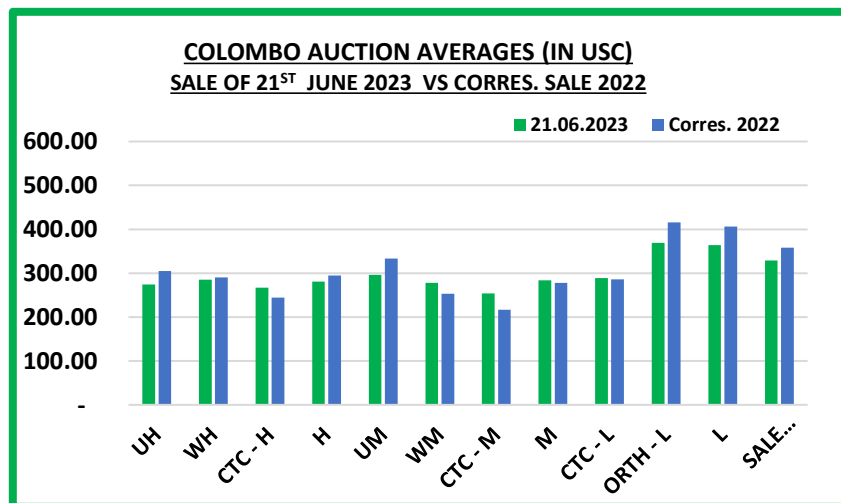 COLOMBO AUCTION AVERAGES (IN USC)
SALE OF 21ST JUNE 2023 VS CORRES. SALE 2022
21.06.2023 Corres. 2022
600.00
500.00
400.00
300.00
200.00
100.00
-
UH WH CTC - H H UM WM CTC - M M CTC - L ORTH - L L SALE...